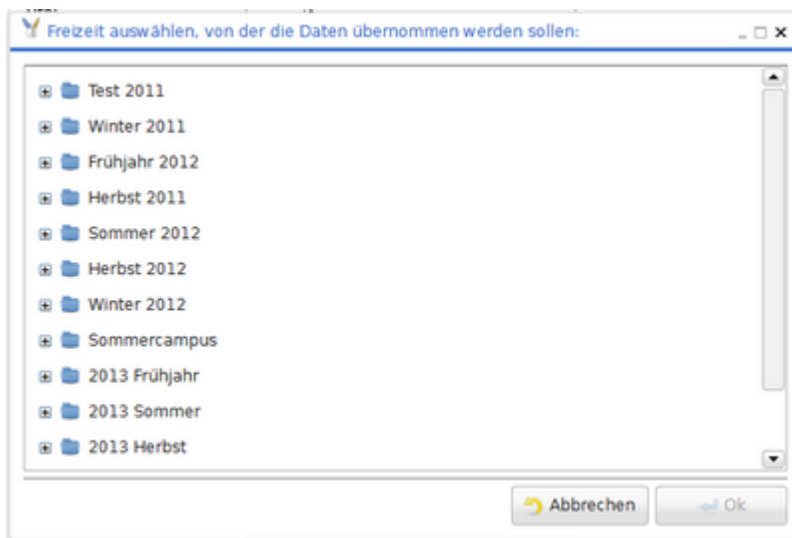 Freizeit auswählen, von der die Daten übernommen werden sollen:
Test 2011
Winter 2011
Frühjahr 2012
Herbst 2011
Sommer 2012
Herbst 2012
Winter 2012
Sommercampus
2013 Frühjahr
2013 Sommer
2013 Herbst
Abbrechen Ok